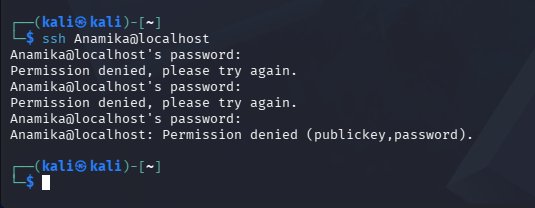 ┌──(kali㉿kali)-[~]
└─$ ssh Anamika@localhost
Anamika@localhost's password:
Permission denied, please try again.
Anamika@localhost's password:
Permission denied, please try again.
Anamika@localhost's password:
Anamika@localhost: Permission denied (publickey,password).
┌──(kali㉿kali)-[~]
└─$